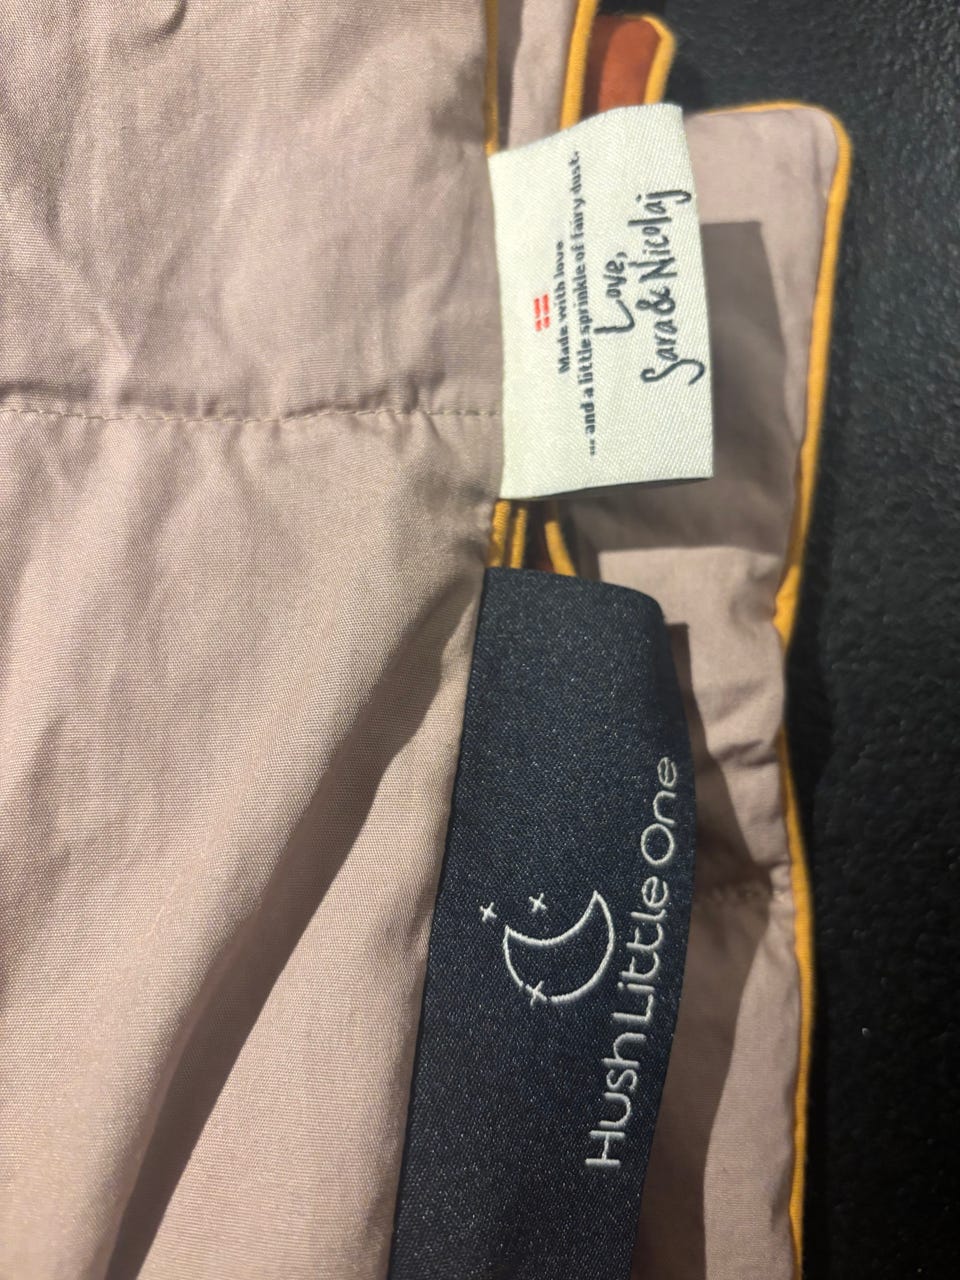 Made with love
... and a little sprinkle of fairy dust.
Love,
Sara & Nicolaj
Hush Little One